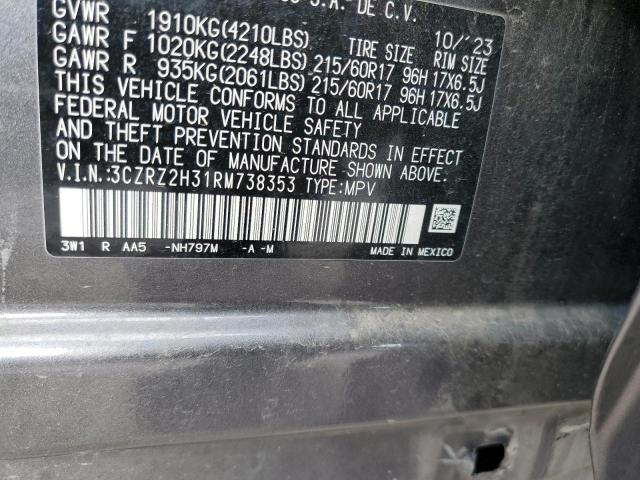 S.A. DE C.V.
GVWR 1910KG(4210LBS) 10/'23
TIRE SIZE RIM SIZE
GAWR F 1020KG(2248LBS) 215/60R17 96H 17X6.5J
GAWR R 935KG(2061LBS) 215/60R17 96H 17X6.5J
THIS VEHICLE CONFORMS TO ALL APPLICABLE
FEDERAL MOTOR VEHICLE SAFETY
AND THEFT PREVENTION STANDARDS IN EFFECT
ON THE DATE OF MANUFACTURE SHOWN ABOVE.
V.I.N.:3CZRZ2H31RM738353 TYPE:MPV
3W1 R AA5 -NH797M -A -M MADE IN MEXICO